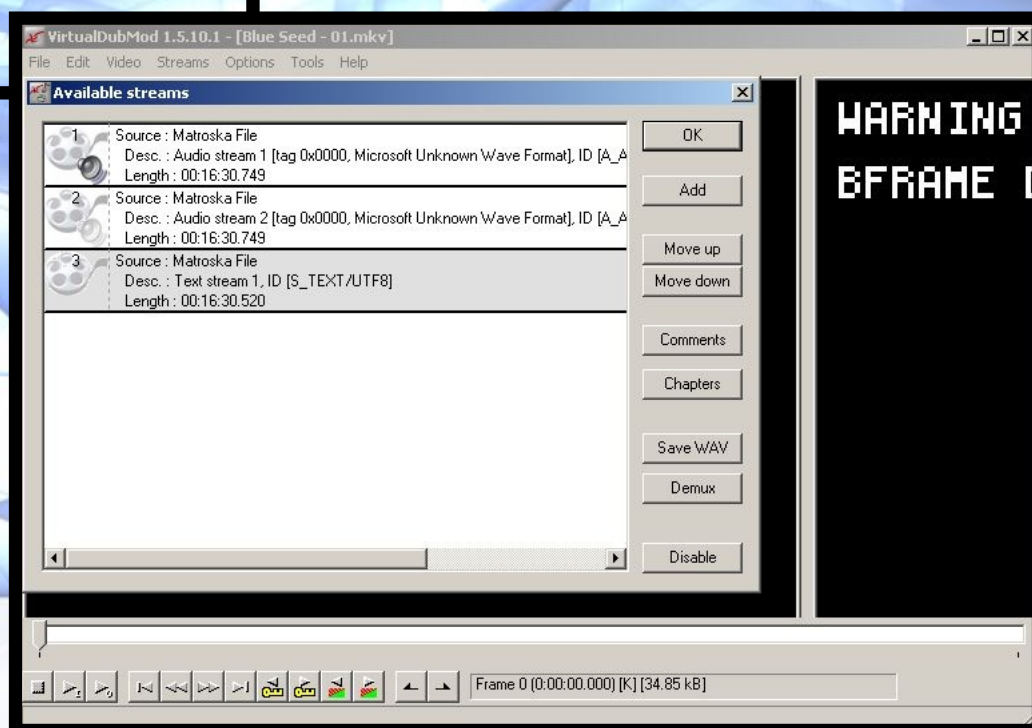 VirtualDubMod 1.5.10.1 - [Blue Seed - 01.mkv]
File Edit Video Streams Options Tools Help
Available streams
1
Source : Matroska File
Desc. : Audio stream 1 [tag 0x0000, Microsoft Unknown Wave Format], ID [A_A
Length : 00:16:30.749
2
Source : Matroska File
Desc. : Audio stream 2 [tag 0x0000, Microsoft Unknown Wave Format], ID [A_A
Length : 00:16:30.749
3
Source : Matroska File
Desc. : Text stream 1, ID [S_TEXT/UTF8]
Length : 00:16:30.520
OK
Add
Move up
Move down
Comments
Chapters
Save WAV
Demux
Disable
WARNING
BFRAME D
Frame 0 (0:00:00.000) [K] [34.85 kB]